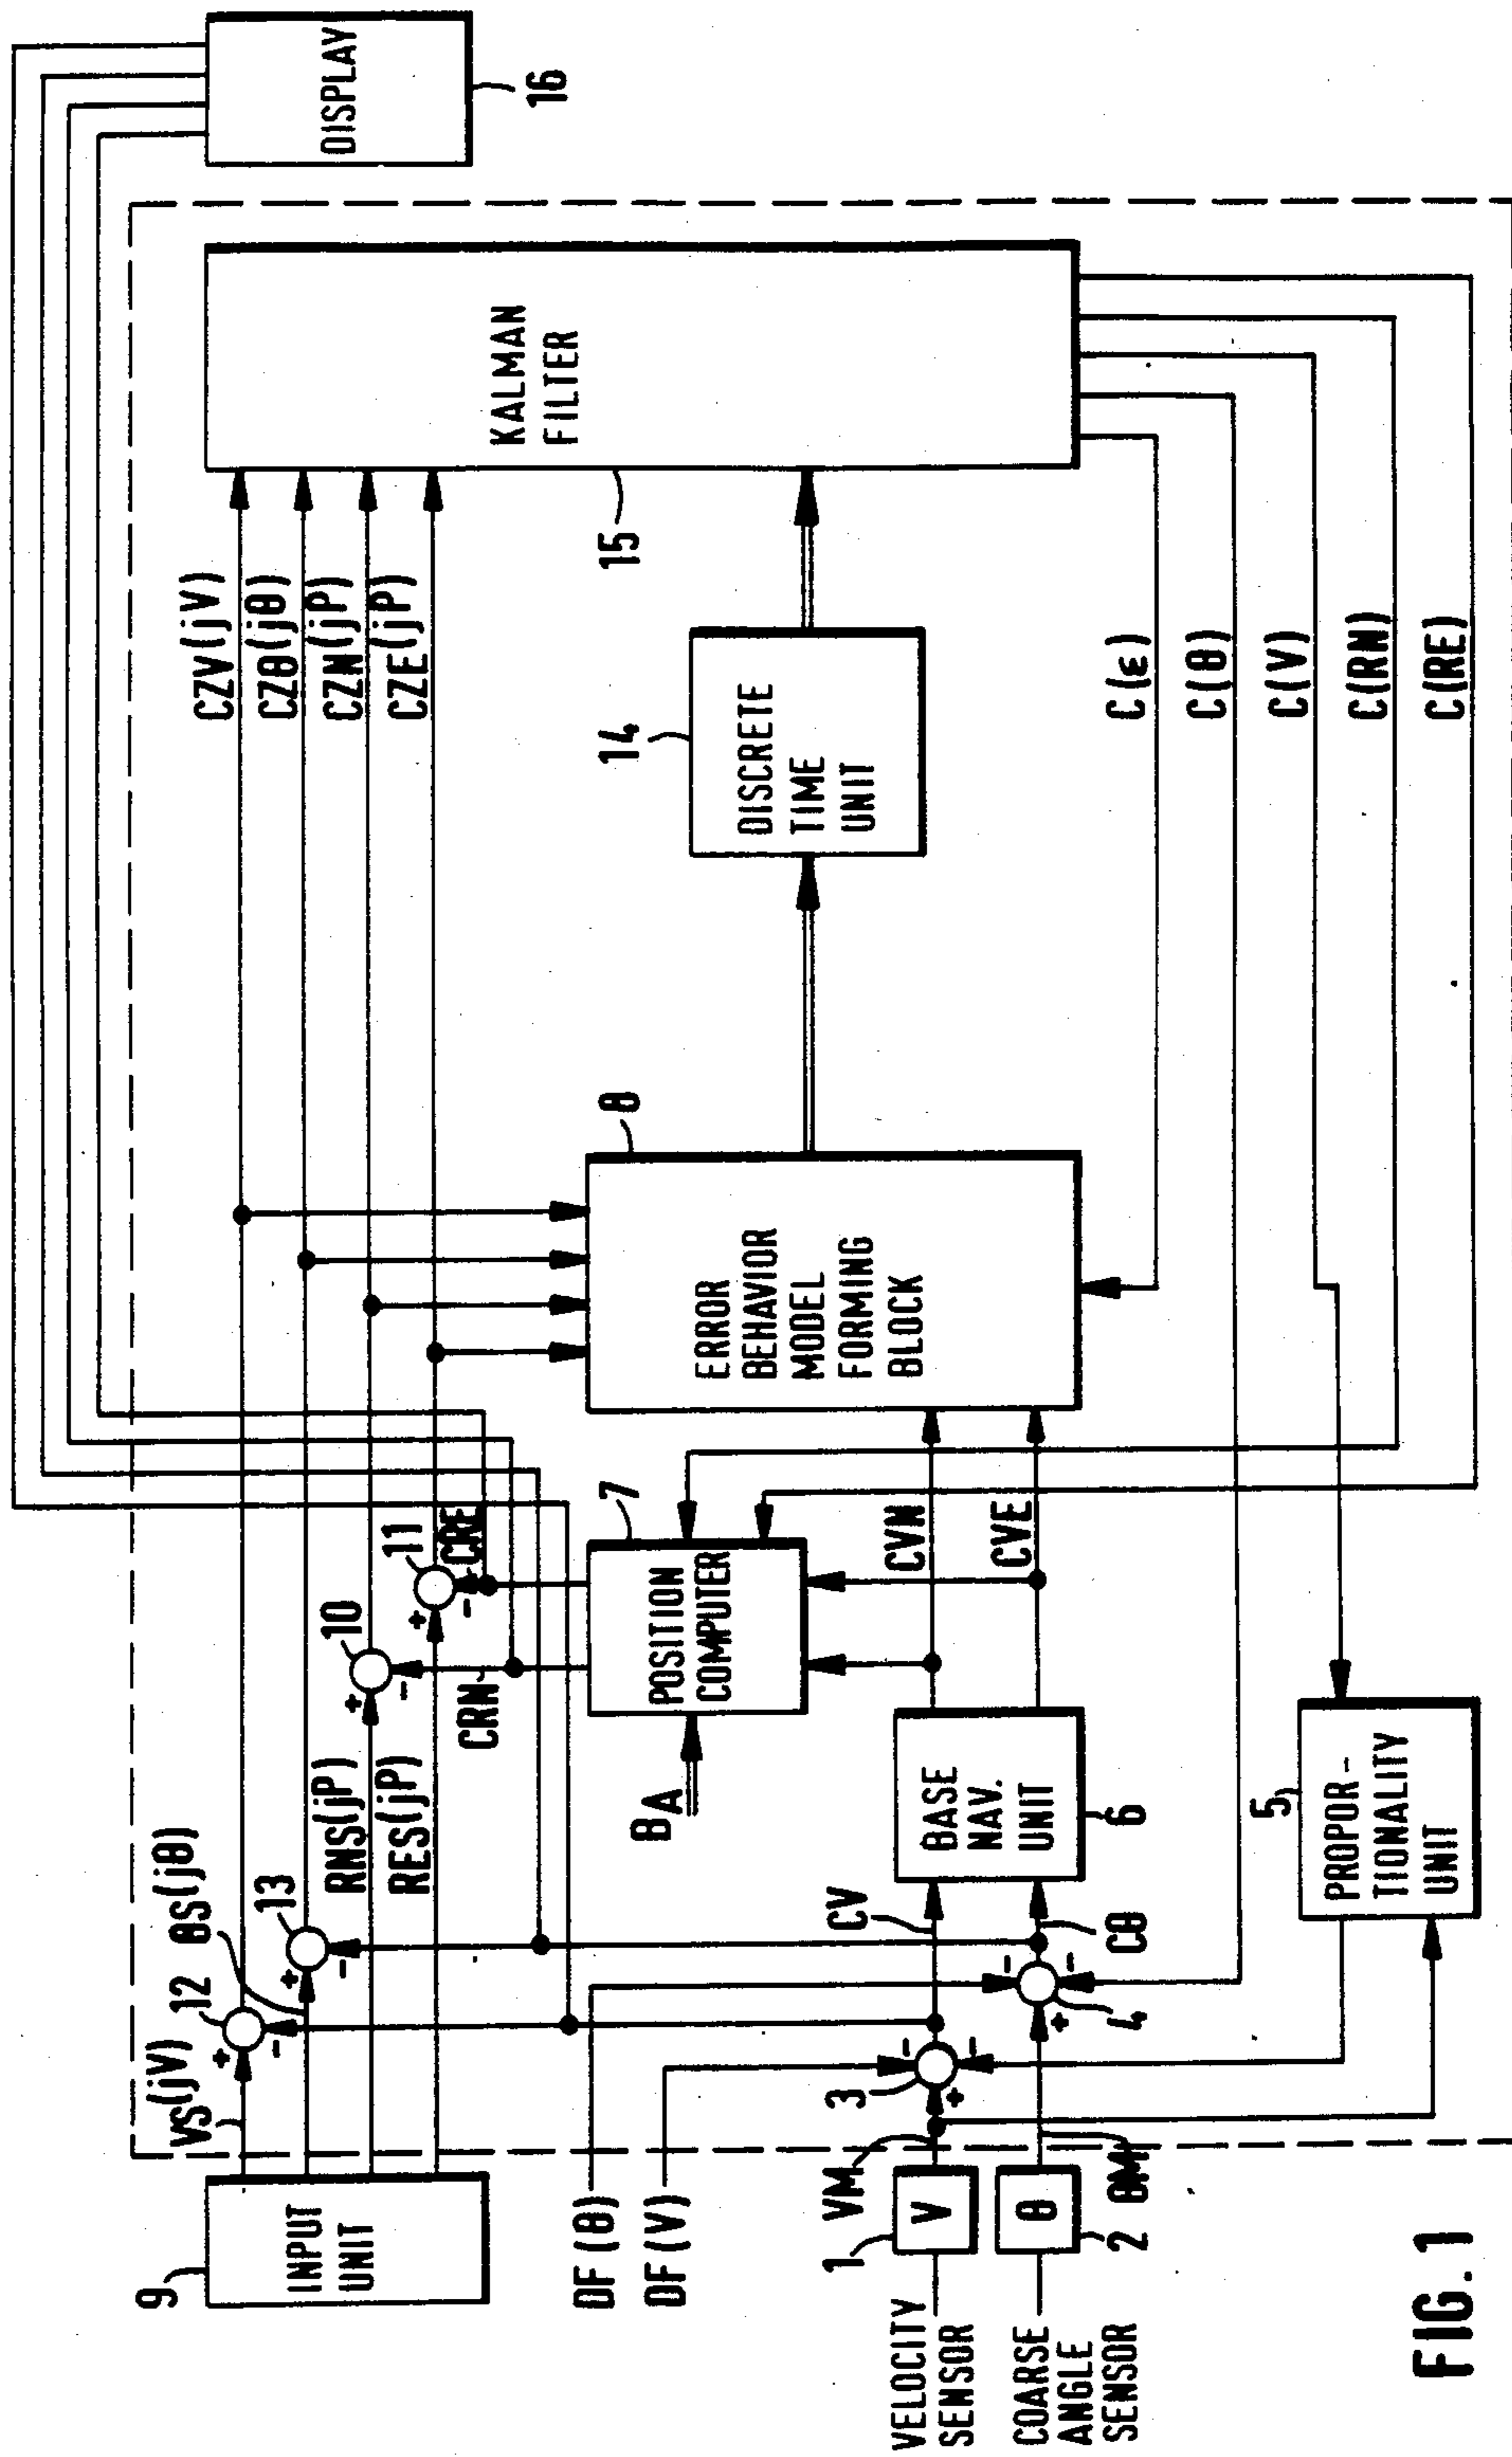 9
INPUT
UNIT
VS(jV)
12
+
-
θS(jθ)
13
+
-
RNS(jP)
RES(jP)
10
+
-
CRN
11
+
-
CRE
CZV(jV)
CZθ(jθ)
CZN(jP)
CZE(jP)
DISPLAY
16
KALMAN
FILTER
15
DISCRETE
TIME
UNIT
14
ERROR
BEHAVIOR
MODEL
FORMING
BLOCK
8
POSITION
COMPUTER
7
BA
DF(θ)
DF(V)
VELOCITY
SENSOR
1
V
VM
3
+
-
-
CV
COARSE
ANGLE
SENSOR
2
θ
θM
4
+
-
-
Cθ
BASE
NAV.
UNIT
6
CVN
CVE
5
PROPOR-
TIONALITY
UNIT
C(ε)
C(θ)
C(V)
C(RN)
C(RE)
FIG. 1